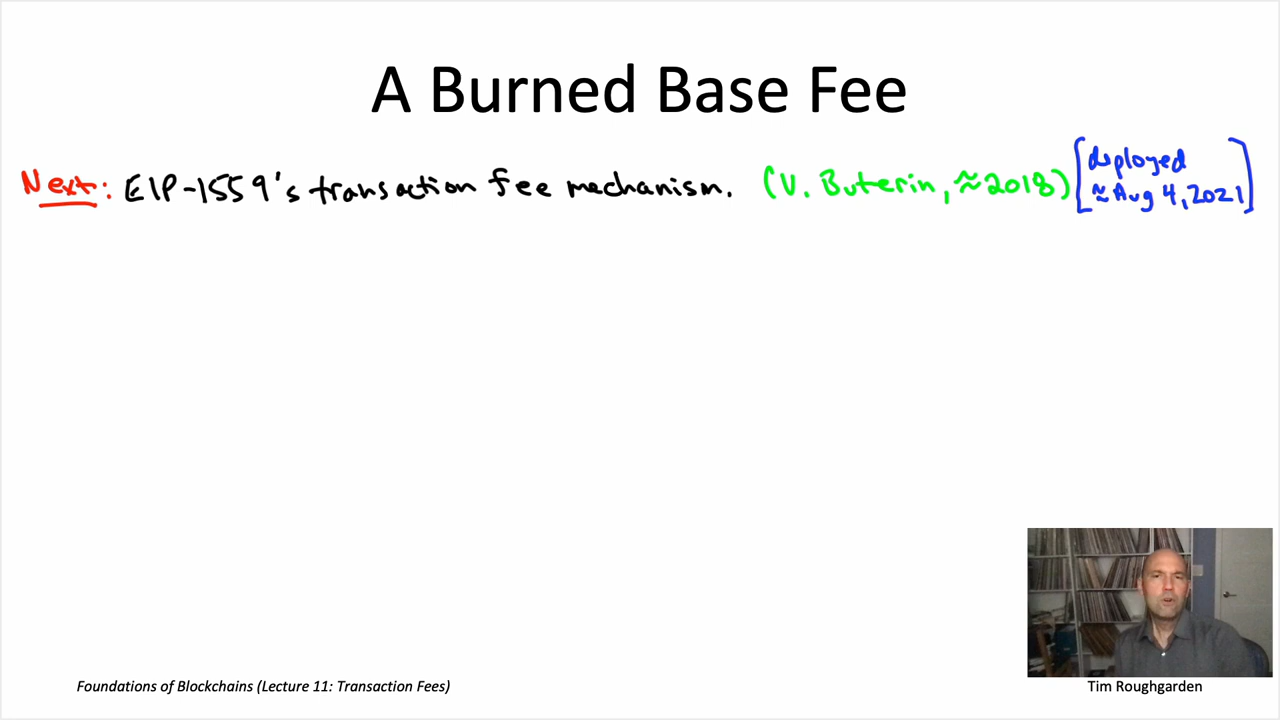 A Burned Base Fee
Next: EIP-1559's transaction fee mechanism. (V. Buterin, ≈2018) [deployed
≈Aug 4, 2021]
Foundations of Blockchains (Lecture 11: Transaction Fees)
Tim Roughgarden